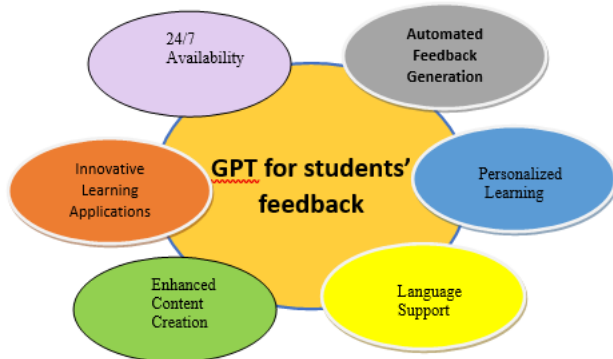 24/7
Availability
Automated
Feedback
Generation
Innovative
Learning
Applications
GPT for students'
feedback
Personalized
Learning
Enhanced
Content
Creation
Language
Support